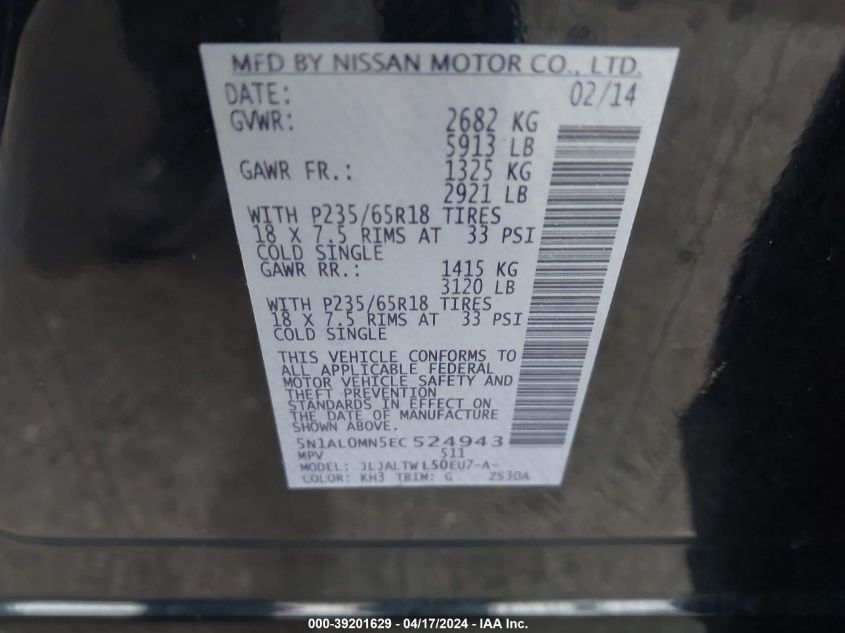 MFD BY NISSAN MOTOR CO., LTD.
DATE: 02/14
GVWR: 2682 KG
5913 LB
GAWR FR.: 1325 KG
2921 LB
WITH P235/65R18 TIRES
18 X 7.5 RIMS AT 33 PSI
COLD SINGLE
GAWR RR.: 1415 KG
3120 LB
WITH P235/65R18 TIRES
18 X 7.5 RIMS AT 33 PSI
COLD SINGLE
THIS VEHICLE CONFORMS TO
ALL APPLICABLE FEDERAL
MOTOR VEHICLE SAFETY AND
THEFT PREVENTION
STANDARDS IN EFFECT ON
THE DATE OF MANUFACTURE
SHOWN ABOVE.
5N1AL0MN5EC 524943
MPV 511
MODEL: JLJALTW L50EU7-A-
COLOR: KH3 TRIM: G ZS30A
000-39201629 - 04/17/2024 - IAA Inc.